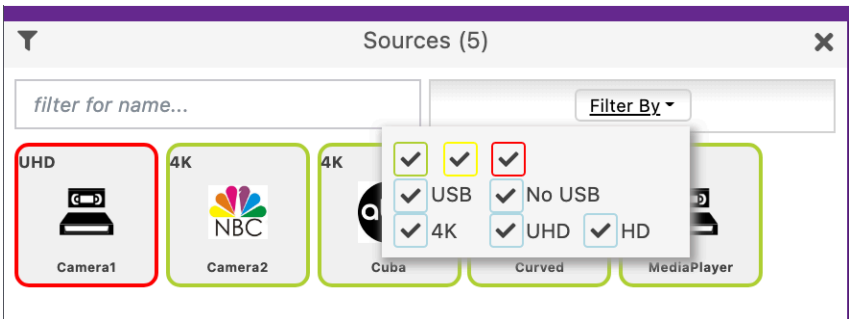 Sources (5)
filter for name...
Filter By
UHD
4K
4K
USB
No USB
4K
UHD
HD
NBC
Camera1
Camera2
Cuba
Curved
MediaPlayer